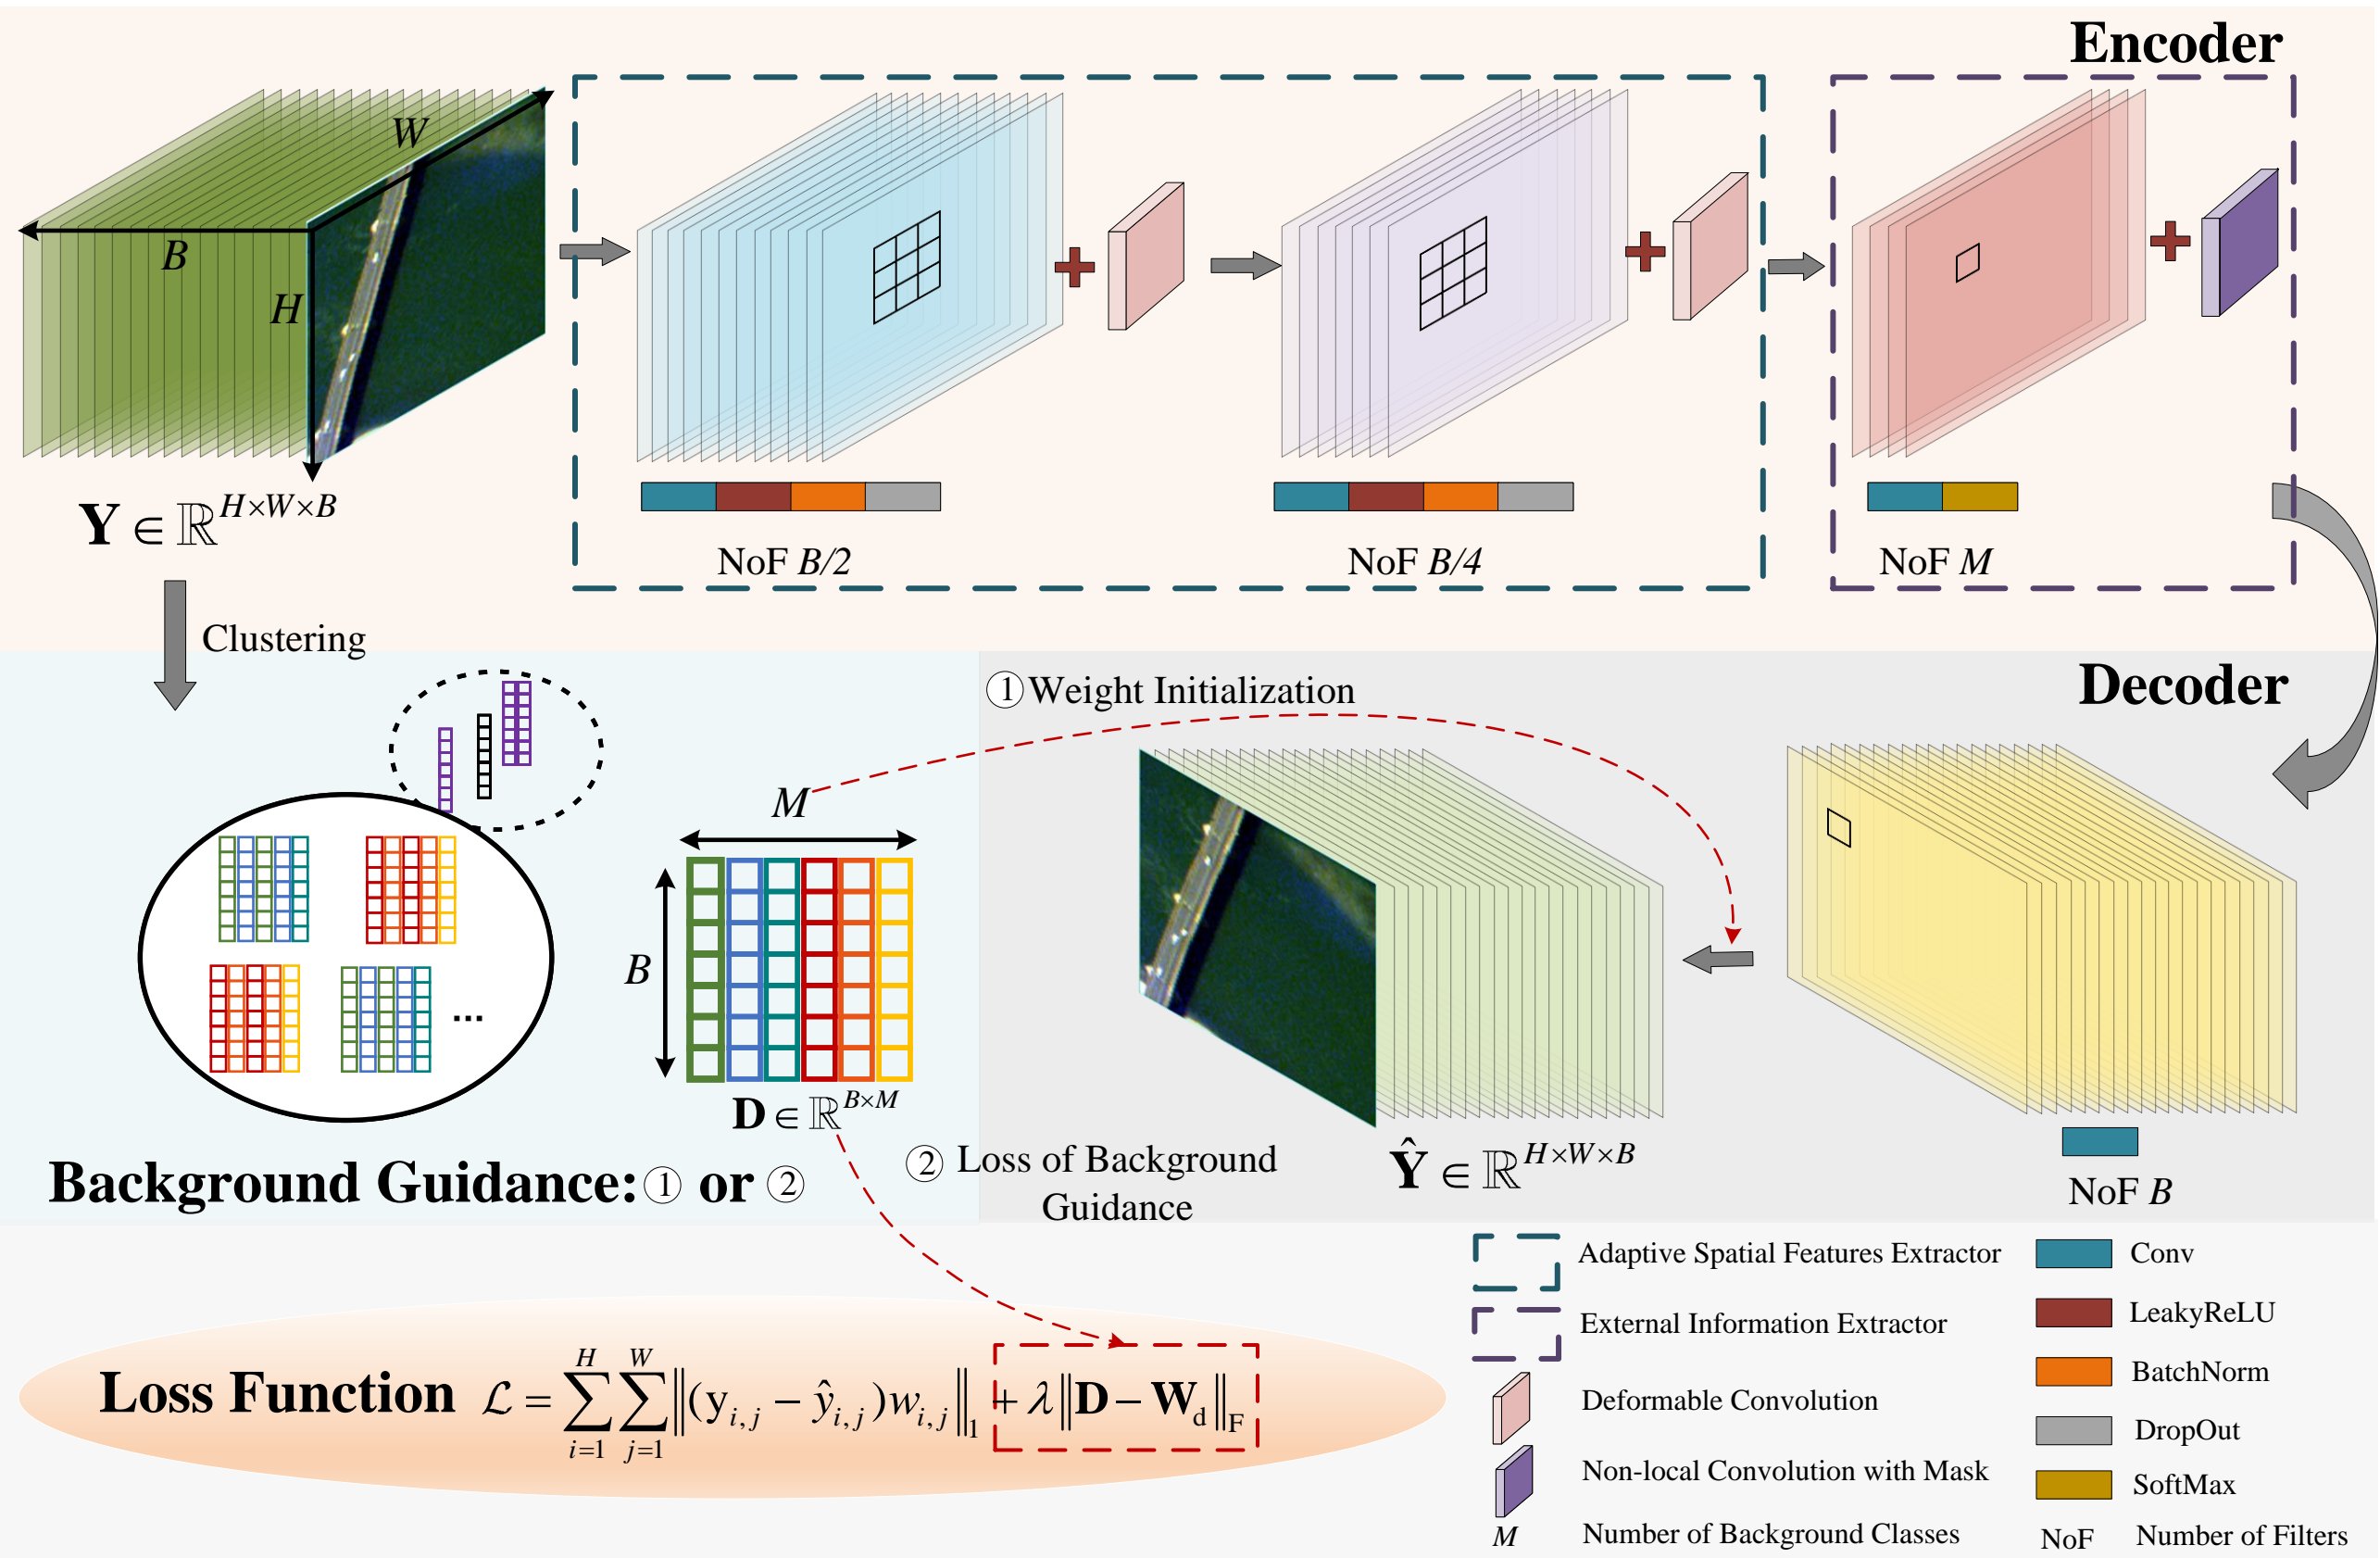 Encoder
W
B
H
Y ∈ ℝ^{H×W×B}
NoF B/2
NoF B/4
NoF M
Clustering
① Weight Initialization
Decoder
M
B
...
D ∈ ℝ^{B×M}
Background Guidance: ① or ②
② Loss of Background
Guidance
Ŷ ∈ ℝ^{H×W×B}
NoF B
Loss Function ℒ = ∑_{i=1}^{H} ∑_{j=1}^{W} ‖(y_{i,j} − ŷ_{i,j})w_{i,j}‖_1 + λ‖D − W_d‖_F
Adaptive Spatial Features Extractor
External Information Extractor
Deformable Convolution
Non-local Convolution with Mask
M Number of Background Classes
Conv
LeakyReLU
BatchNorm
DropOut
SoftMax
NoF Number of Filters